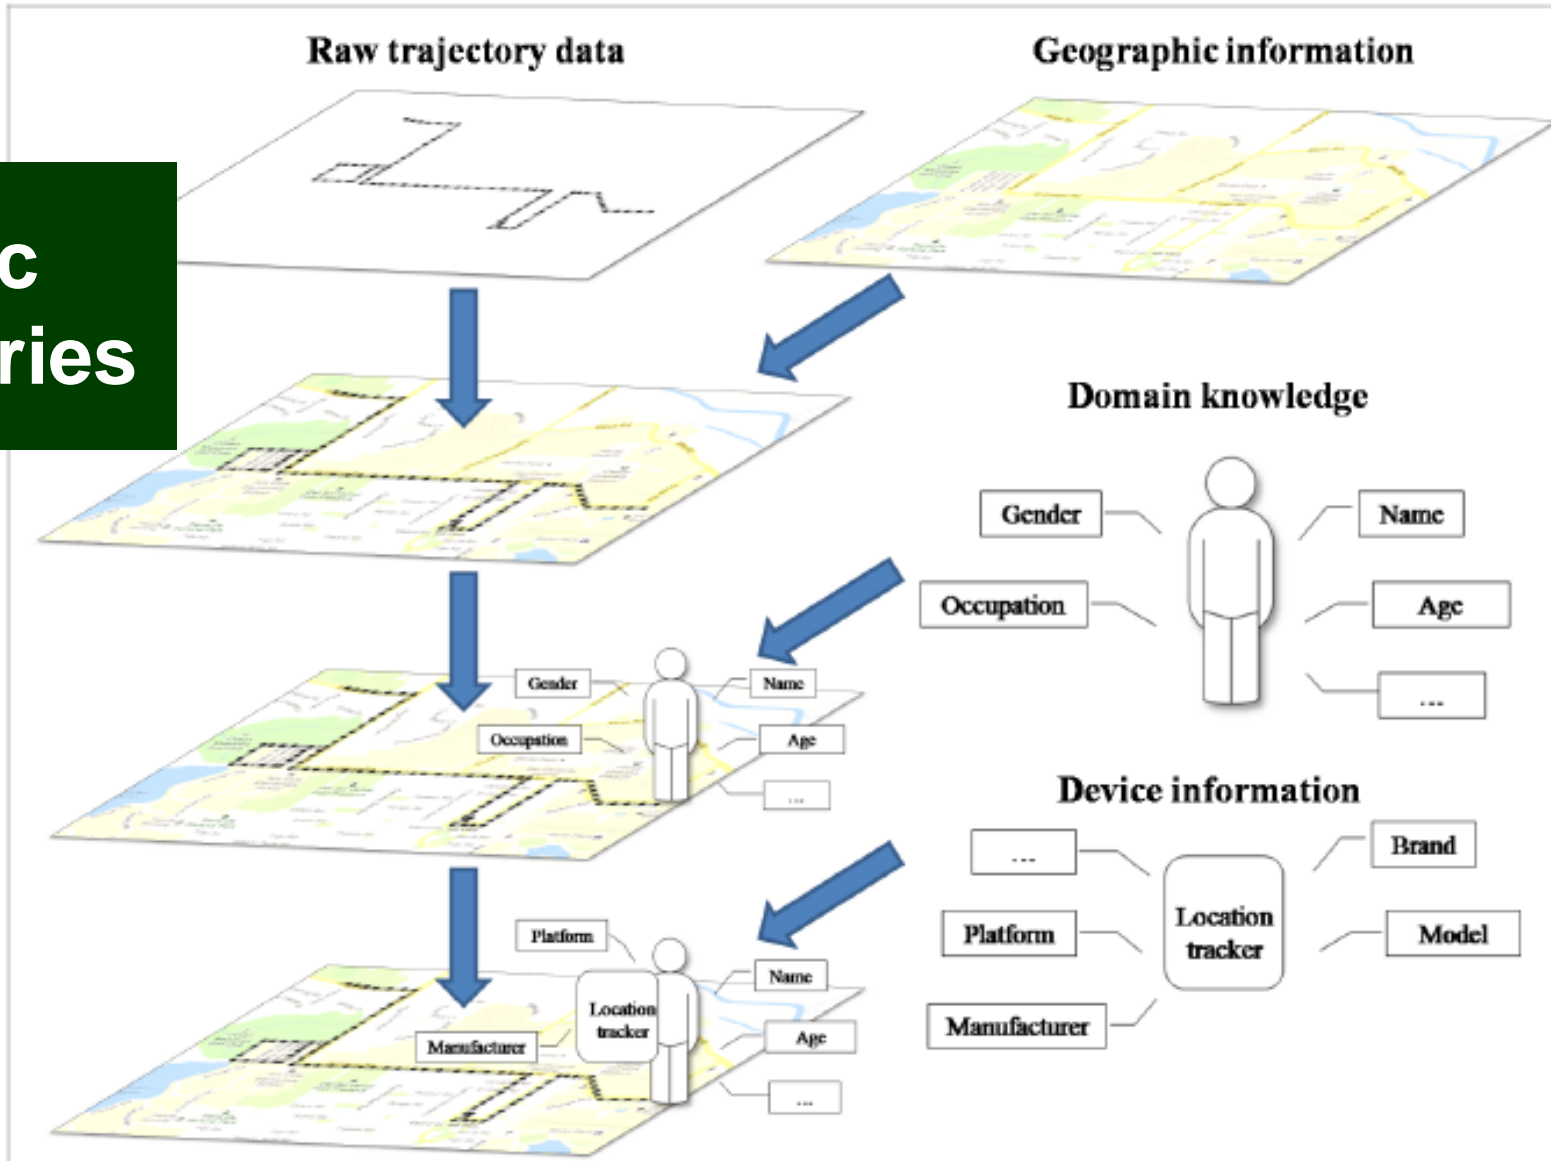 Raw trajectory data
Geographic information
c
ries
Domain knowledge
Gender
Name
Occupation
Age
...
Gender
Name
Occupation
Age
...
Device information
...
Brand
Platform
Location
tracker
Model
Manufacturer
Platform
Name
Location
tracker
Manufacturer
Age
...